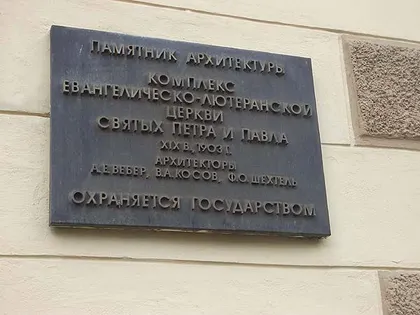 ПАМЯТНИК АРХИТЕКТУРЫ
КОМПЛЕКС
ЕВАНГЕЛИЧЕСКО-ЛЮТЕРАНСКОЙ
ЦЕРКВИ
СВЯТЫХ ПЕТРА И ПАВЛА
XIX В., 1903 Г.
АРХИТЕКТОРЫ
А.Е.ВЕБЕР, В.А.КОСОВ, Ф.О.ШЕХТЕЛЬ
ОХРАНЯЕТСЯ ГОСУДАРСТВОМ